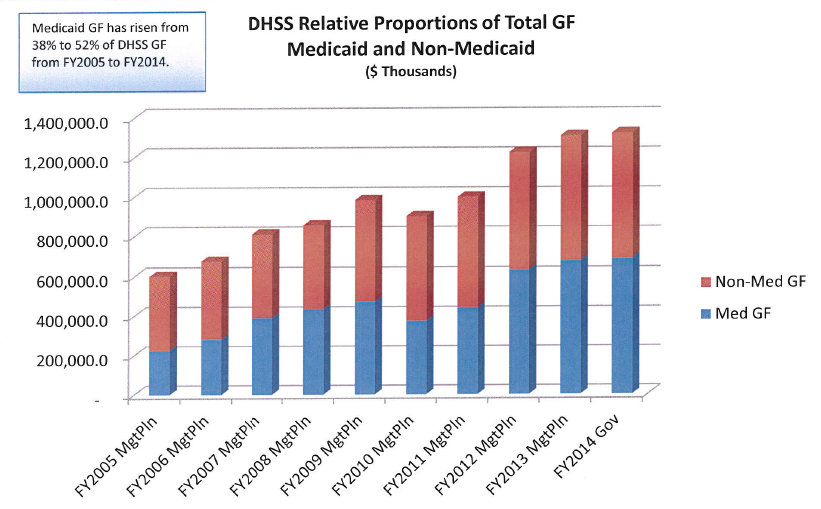 Medicaid GF has risen from
38% to 52% of DHSS GF
from FY2005 to FY2014.
DHSS Relative Proportions of Total GF
Medicaid and Non-Medicaid
($ Thousands)
1,400,000.0
1,200,000.0
1,000,000.0
800,000.0
600,000.0
400,000.0
200,000.0
-
FY2005 MgtPln
FY2006 MgtPln
FY2007 MgtPln
FY2008 MgtPln
FY2009 MgtPln
FY2010 MgtPln
FY2011 MgtPln
FY2012 MgtPln
FY2013 MgtPln
FY2014 Gov
Non-Med GF
Med GF